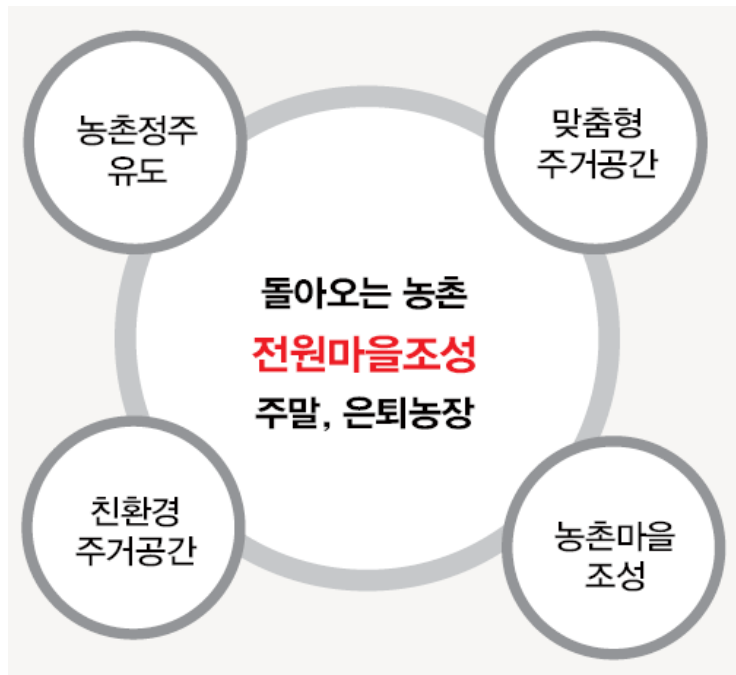 농촌정주
유도
맞춤형
주거공간
돌아오는 농촌
전원마을조성
주말, 은퇴농장
친환경
주거공간
농촌마을
조성